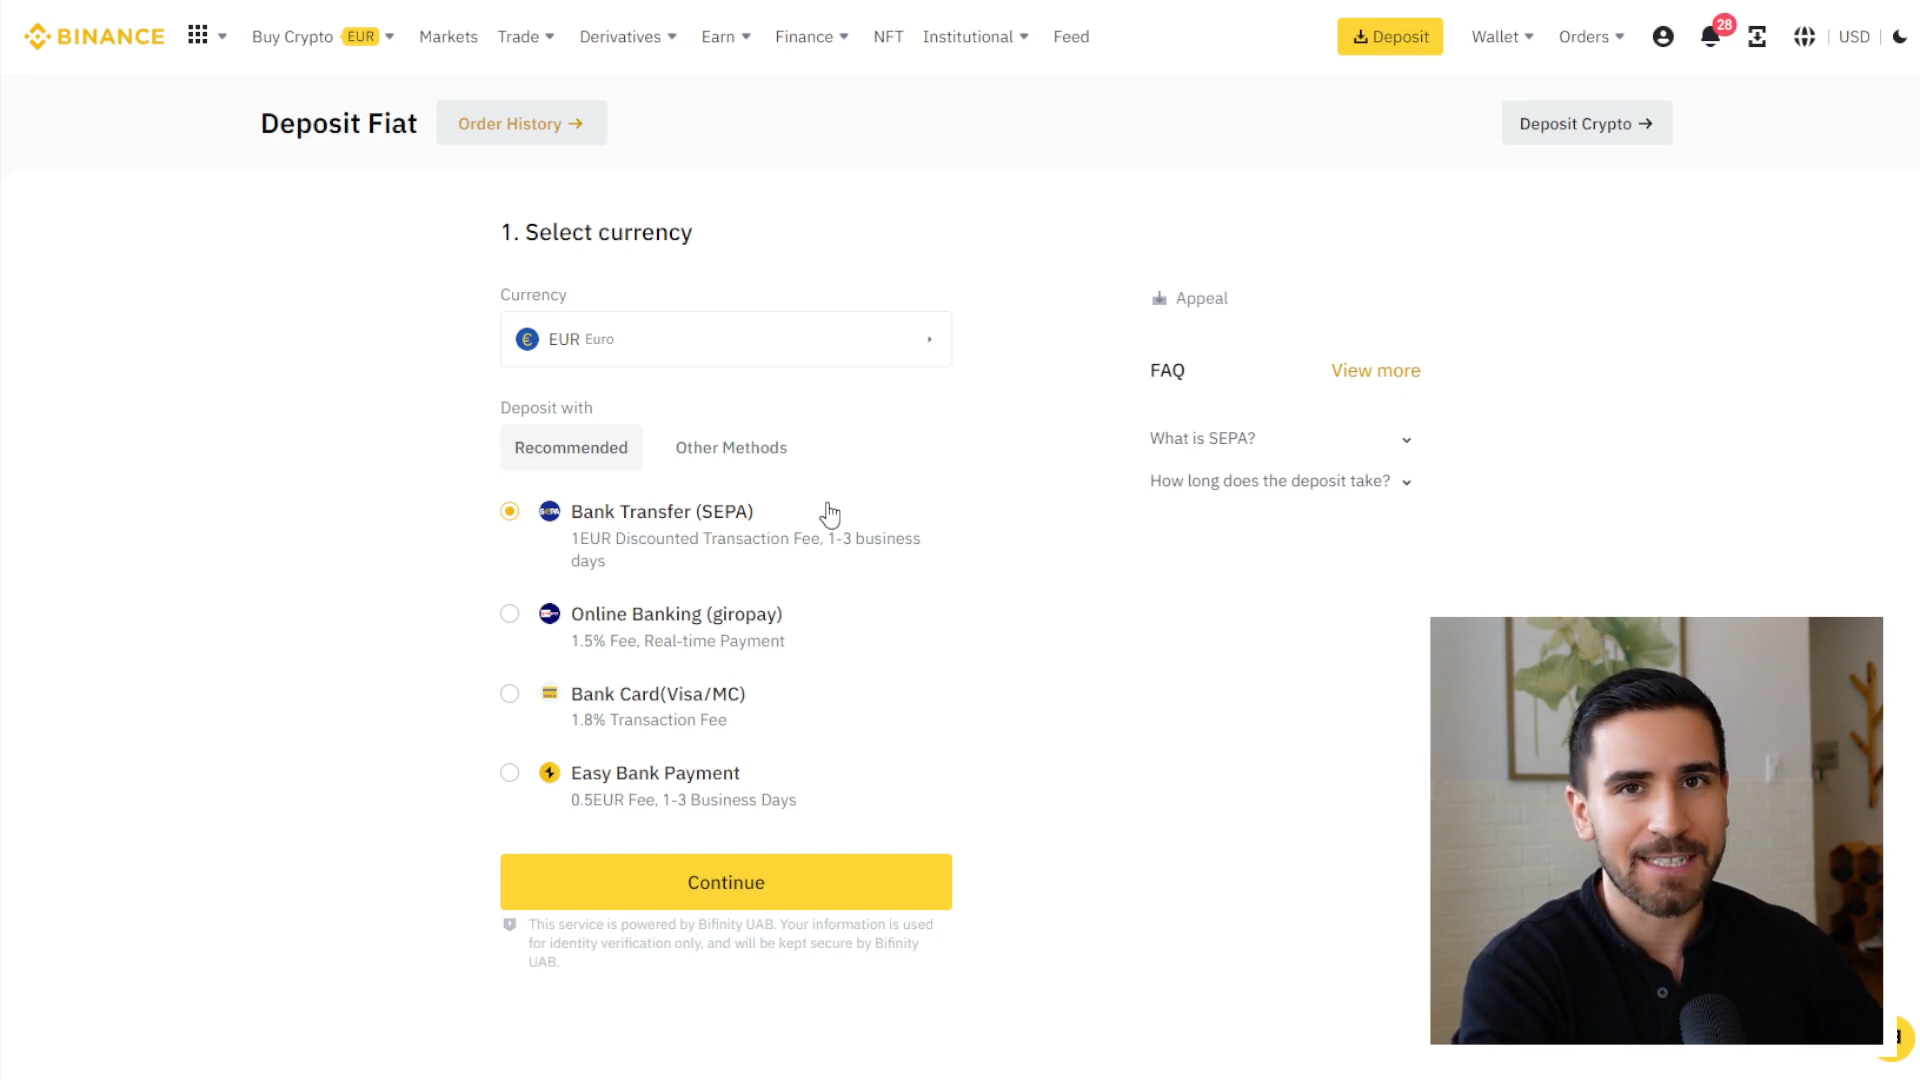 BINANCE
Buy Crypto EUR
Markets
Trade
Derivatives
Earn
Finance
NFT
Institutional
Feed
Deposit
Wallet
Orders
28
USD
Deposit Fiat
Order History →
Deposit Crypto →
1. Select currency
Currency
EUR Euro
Deposit with
Recommended
Other Methods
Bank Transfer (SEPA)
1EUR Discounted Transaction Fee, 1-3 business
days
Online Banking (giropay)
1.5% Fee, Real-time Payment
Bank Card(Visa/MC)
1.8% Transaction Fee
Easy Bank Payment
0.5EUR Fee, 1-3 Business Days
Continue
This service is powered by Bifinity UAB. Your information is used
for identity verification only, and will be kept secure by Bifinity
UAB.
Appeal
FAQ
View more
What is SEPA?
How long does the deposit take?